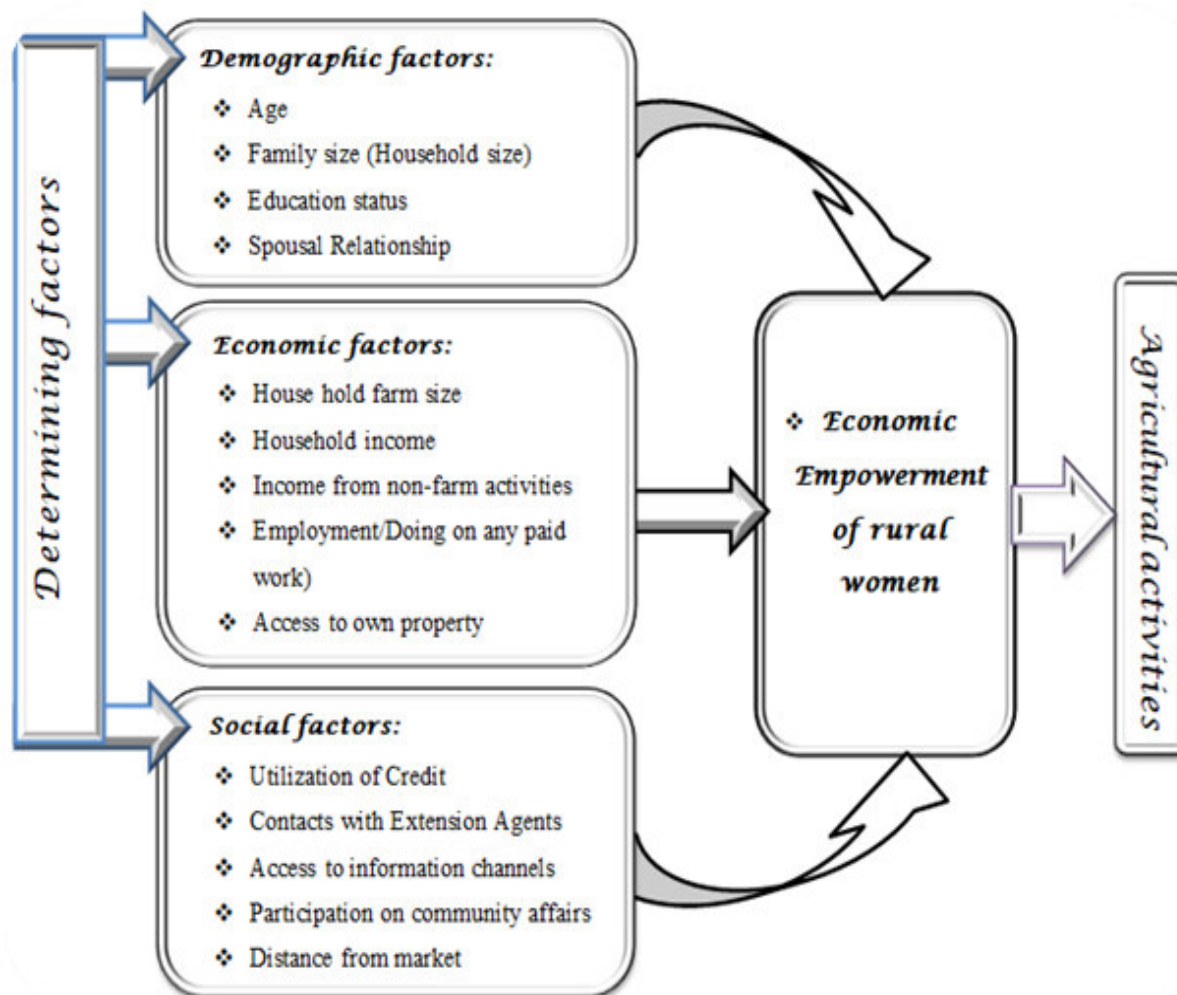 Determining factors
Demographic factors:
❖ Age
❖ Family size (Household size)
❖ Education status
❖ Spousal Relationship
Economic factors:
❖ House hold farm size
❖ Household income
❖ Income from non-farm activities
❖ Employment/Doing on any paid
work)
❖ Access to own property
Social factors:
❖ Utilization of Credit
❖ Contacts with Extension Agents
❖ Access to information channels
❖ Participation on community affairs
❖ Distance from market
❖ Economic
Empowerment
of rural
women
Agricultural activities